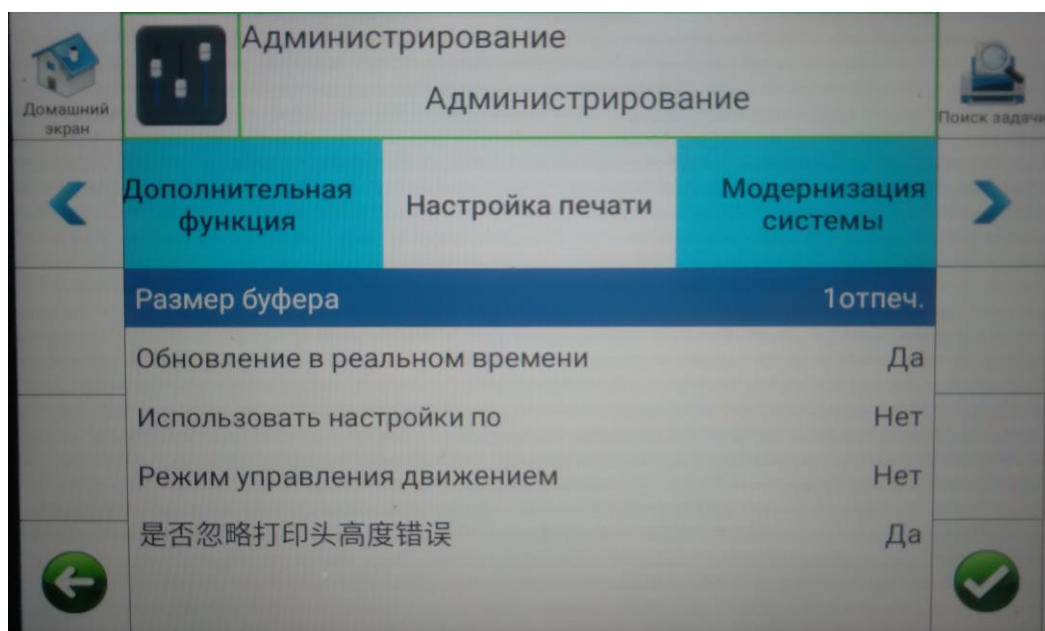 Администрирование
Администрирование
Домашний
экран
Поиск задачи
Дополнительная
функция
Настройка печати
Модернизация
системы
Размер буфера 1отпеч.
Обновление в реальном времени Да
Использовать настройки по Нет
Режим управления движением Нет
是否忽略打印头高度错误 Да